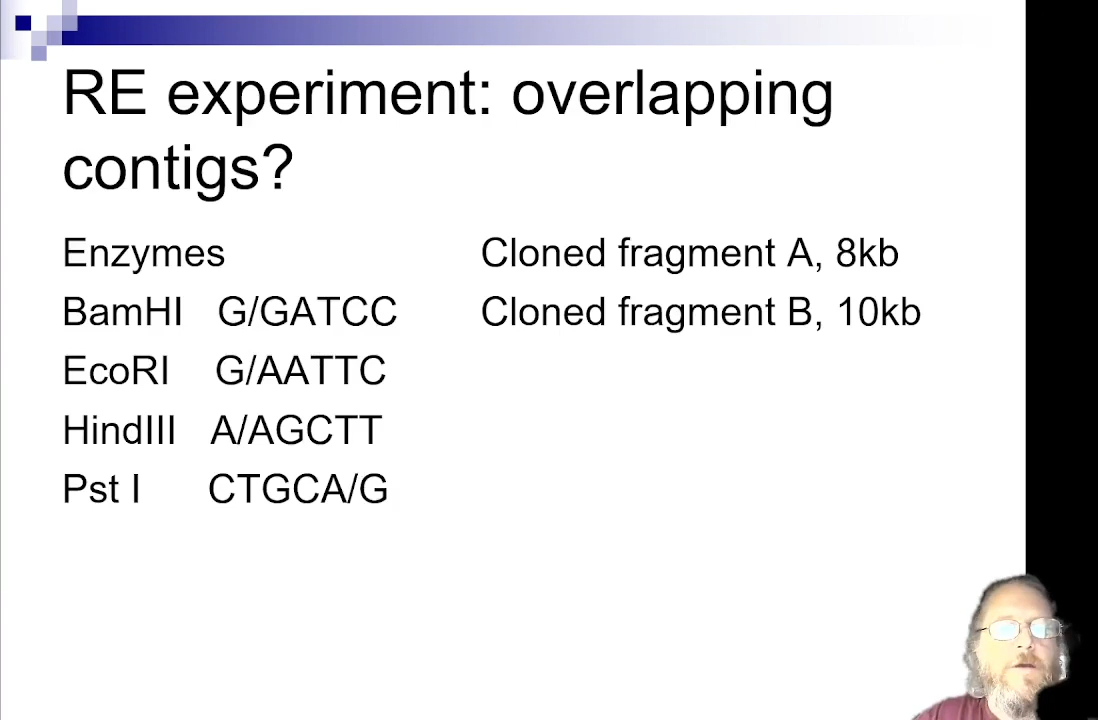 RE experiment: overlapping
contigs?
Enzymes
BamHI G/GATCC
EcoRI G/AATTC
HindIII A/AGCTT
Pst I CTGCA/G
Cloned fragment A, 8kb
Cloned fragment B, 10kb